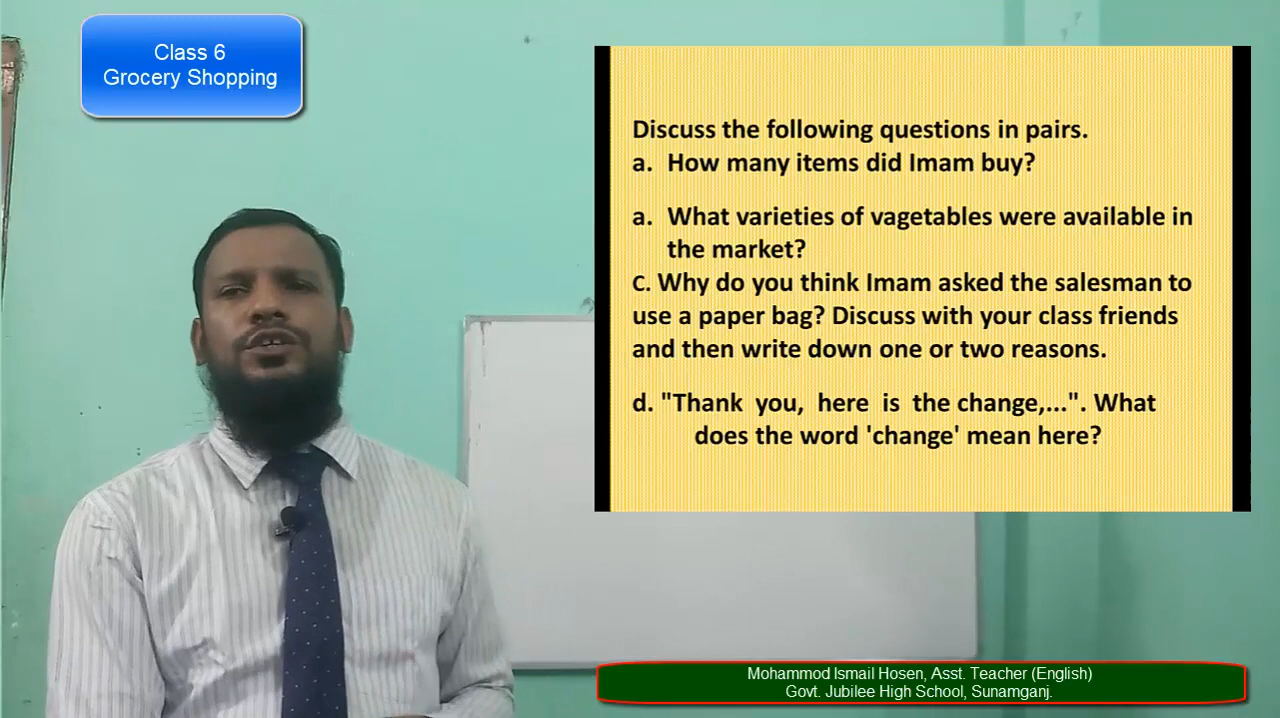 Class 6
Grocery Shopping
Discuss the following questions in pairs.
a. How many items did Imam buy?
a. What varieties of vagetables were available in
the market?
C. Why do you think Imam asked the salesman to
use a paper bag? Discuss with your class friends
and then write down one or two reasons.
d. "Thank you, here is the change,...". What
does the word 'change' mean here?
Mohammod Ismail Hosen, Asst. Teacher (English)
Govt. Jubilee High School, Sunamganj.